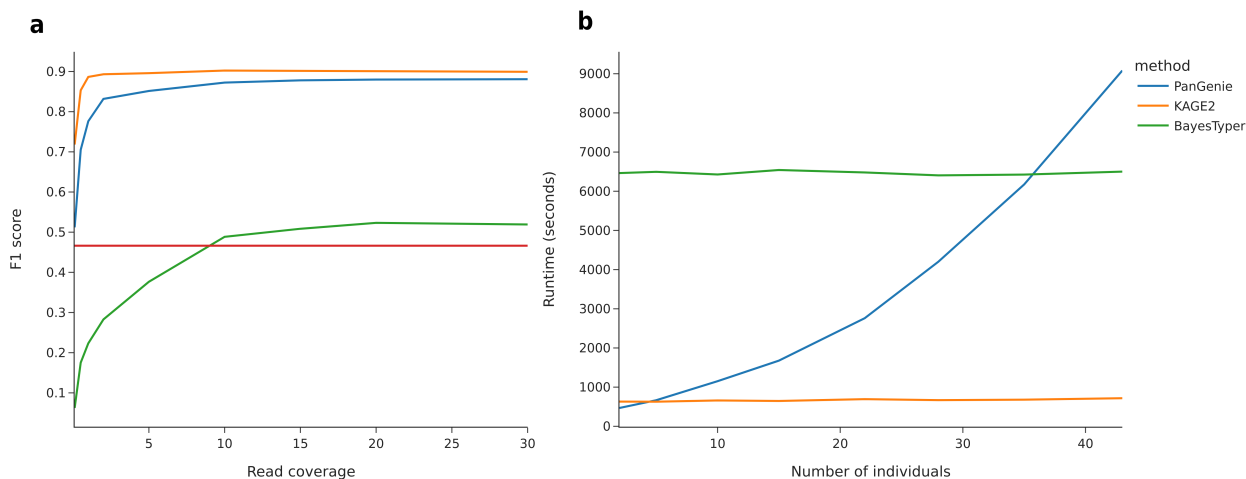 a
0.9
0.8
0.7
0.6
0.5
0.4
0.3
0.2
0.1
F1 score
5
10
15
20
25
30
Read coverage
b
9000
8000
7000
6000
5000
4000
3000
2000
1000
0
Runtime (seconds)
10
20
30
40
Number of individuals
method
PanGenie
KAGE2
BayesTyper